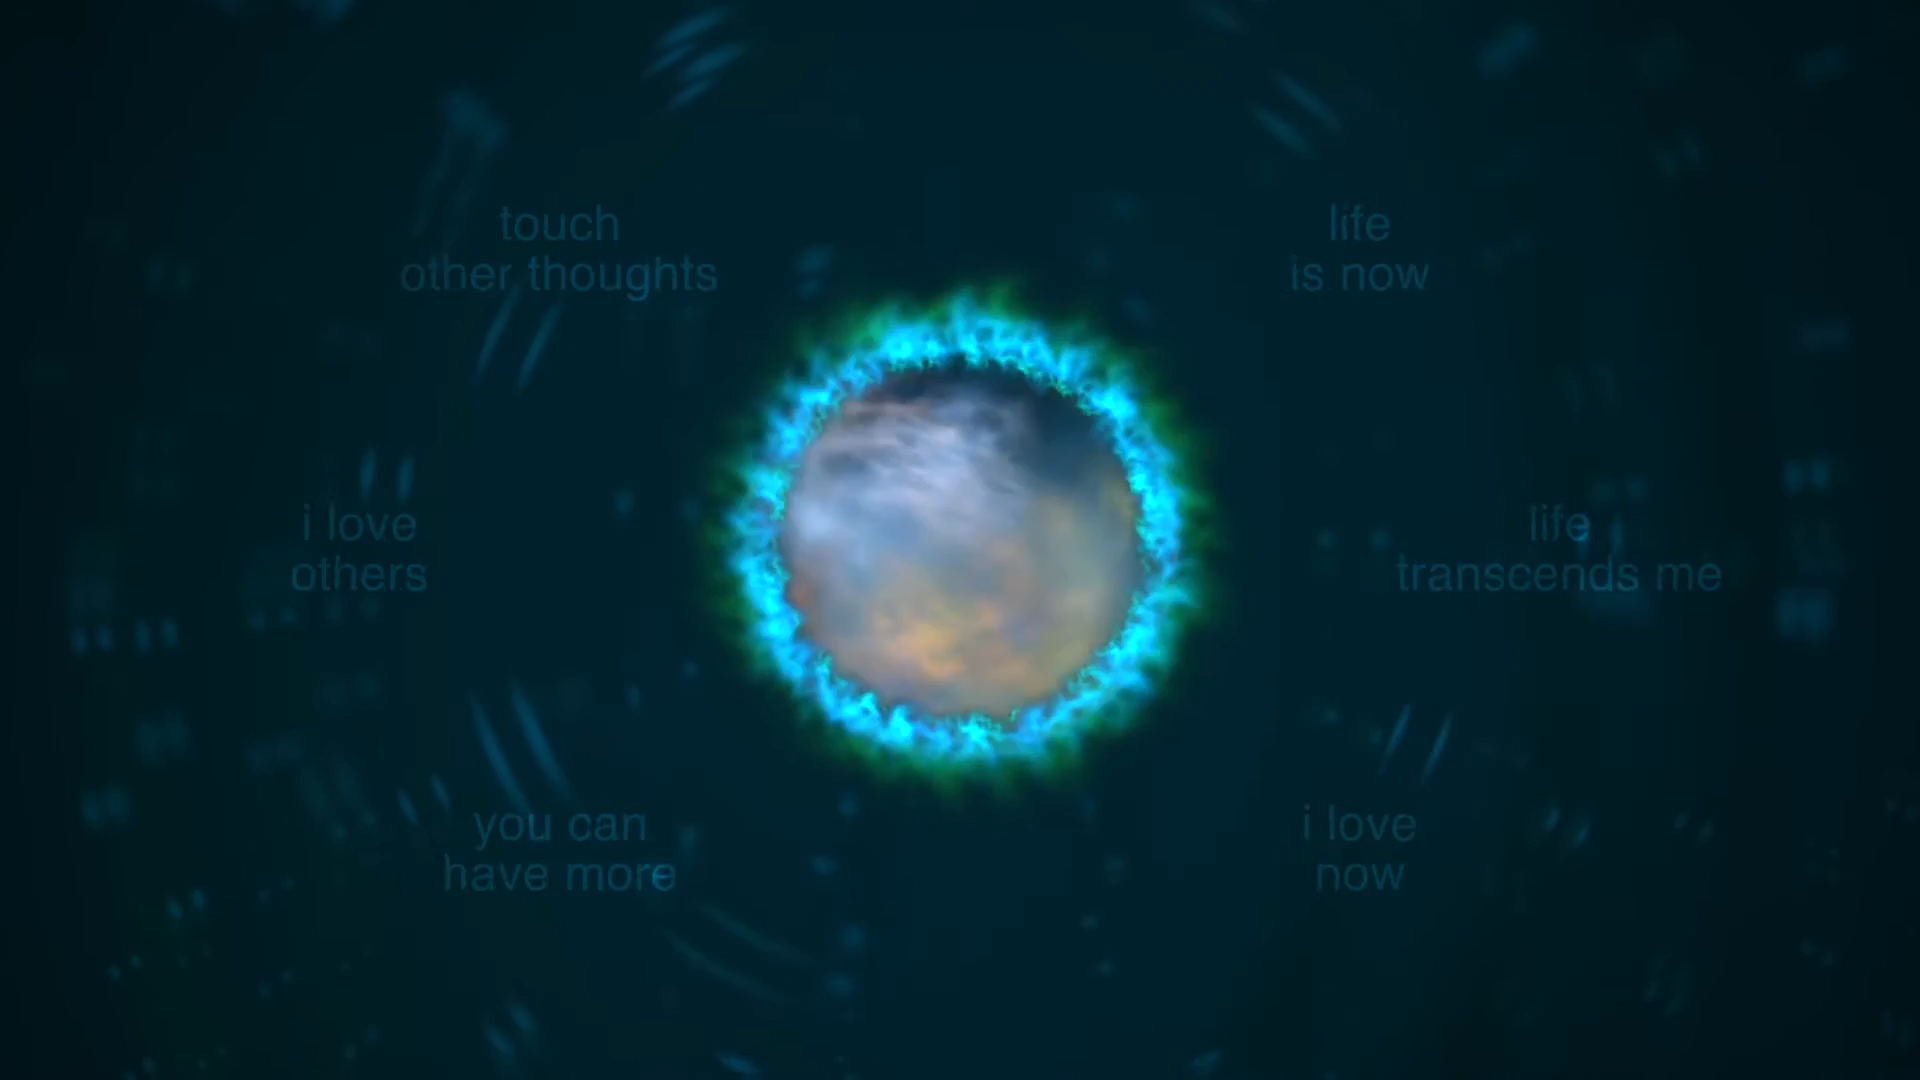 touch
other thoughts
life
is now
i love
others
life
transcends me
you can
have more
i love
now